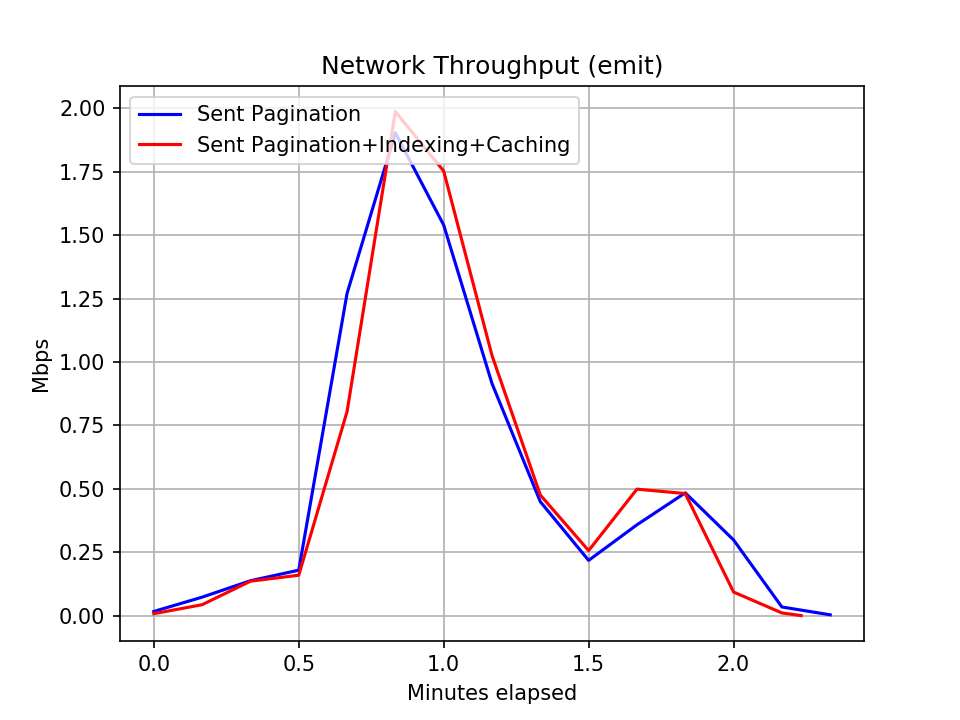 Network Throughput (emit)
Sent Pagination
Sent Pagination+Indexing+Caching
Mbps
2.00
1.75
1.50
1.25
1.00
0.75
0.50
0.25
0.00
0.0 0.5 1.0 1.5 2.0
Minutes elapsed